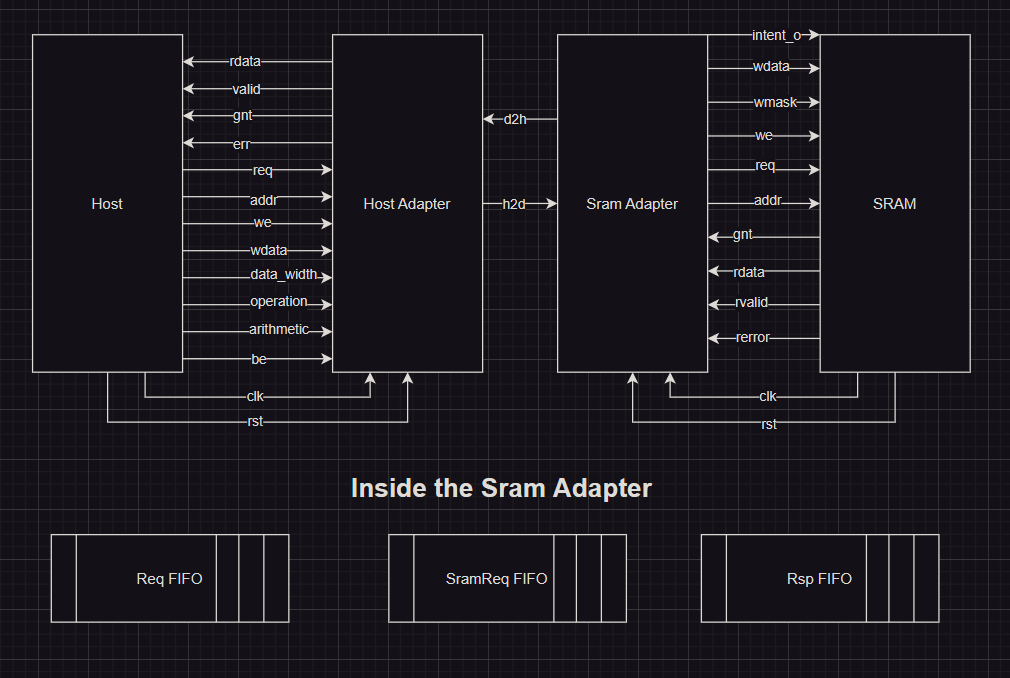 intent_o
rdata
wdata
valid
wmask
gnt
d2h
err
we
req
req
Host
addr
Host Adapter
h2d
Sram Adapter
addr
SRAM
we
gnt
wdata
data_width
rdata
operation
rvalid
arithmetic
rerror
be
clk
clk
rst
rst
Inside the Sram Adapter
Req FIFO
SramReq FIFO
Rsp FIFO